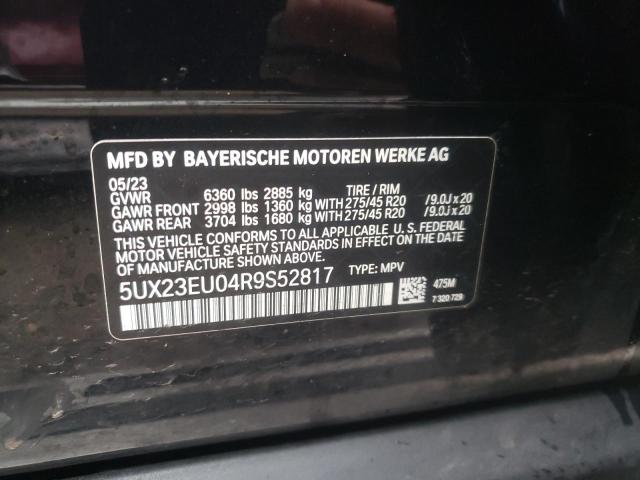 MFD BY BAYERISCHE MOTOREN WERKE AG
05/23
GVWR 6360 lbs 2885 kg TIRE / RIM
GAWR FRONT 2998 lbs 1360 kg WITH 275/45 R20 /9.0J x 20
GAWR REAR 3704 lbs 1680 kg WITH 275/45 R20 /9.0J x 20
THIS VEHICLE CONFORMS TO ALL APPLICABLE U. S. FEDERAL
MOTOR VEHICLE SAFETY STANDARDS IN EFFECT ON THE DATE
OF MANUFACTURE SHOWN ABOVE.
5UX23EU04R9S52817 TYPE: MPV
475M
7 320 729